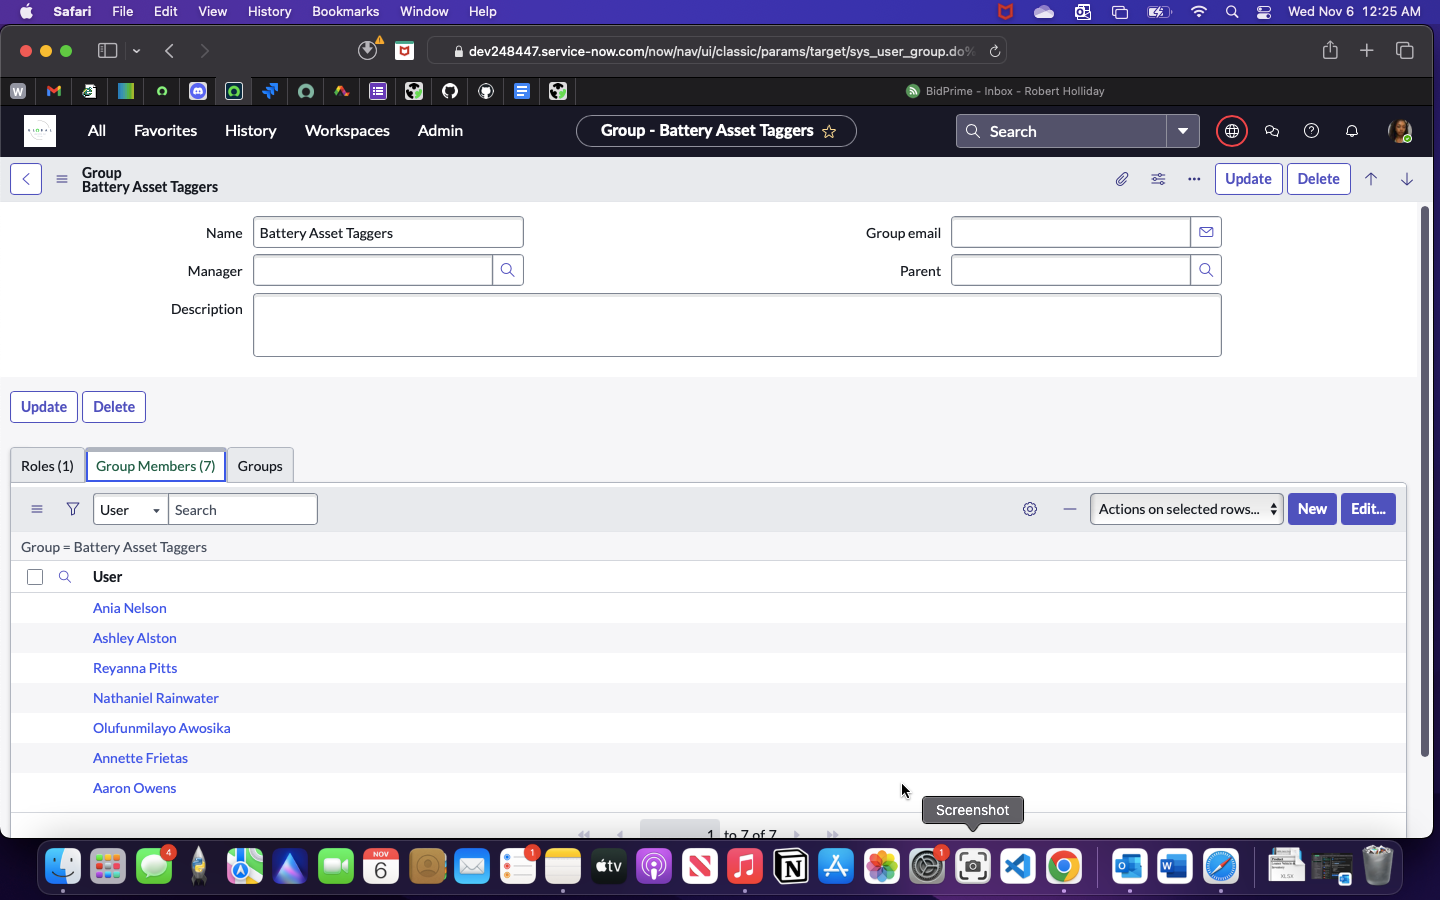 Safari File Edit View History Bookmarks Window Help Wed Nov 6 12:25 AM
dev248447.service-now.com/now/nav/ui/classic/params/target/sys_user_group.do%
BidPrime - Inbox - Robert Holliday
All Favorites History Workspaces Admin Group - Battery Asset Taggers Search
Group
Battery Asset Taggers
Update Delete
Name Battery Asset Taggers Group email
Manager Parent
Description
Update Delete
Roles (1) Group Members (7) Groups
User Search Actions on selected rows... New Edit...
Group = Battery Asset Taggers
User
Ania Nelson
Ashley Alston
Reyanna Pitts
Nathaniel Rainwater
Olufunmilayo Awosika
Annette Frietas
Aaron Owens
Screenshot
1 to 7 of 7
4 NOV 6 1 tv 1
XLSX